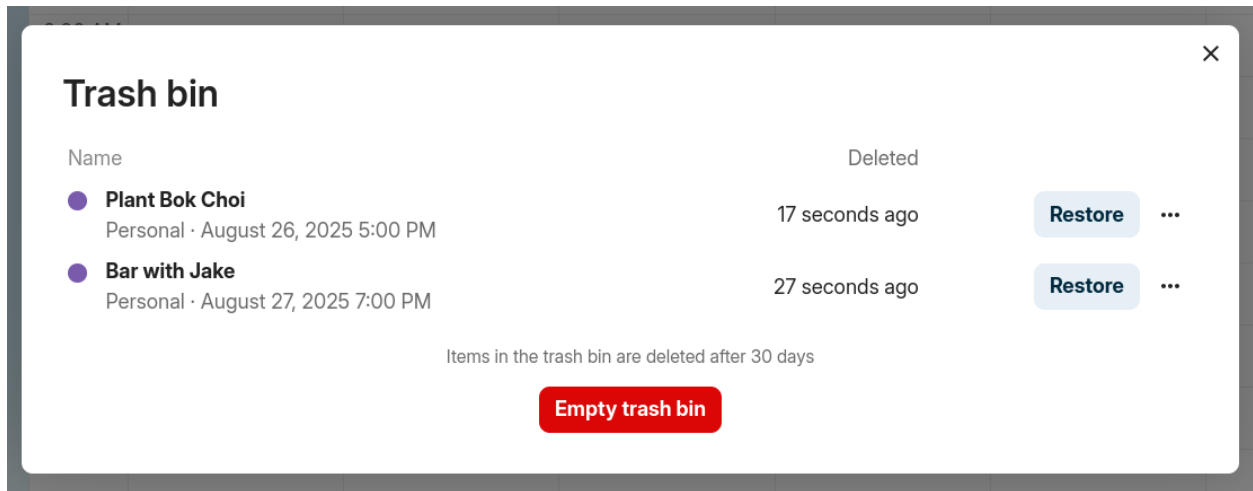 Trash bin
Name Deleted
Plant Bok Choi
Personal · August 26, 2025 5:00 PM
17 seconds ago
Restore
Bar with Jake
Personal · August 27, 2025 7:00 PM
27 seconds ago
Restore
Items in the trash bin are deleted after 30 days
Empty trash bin